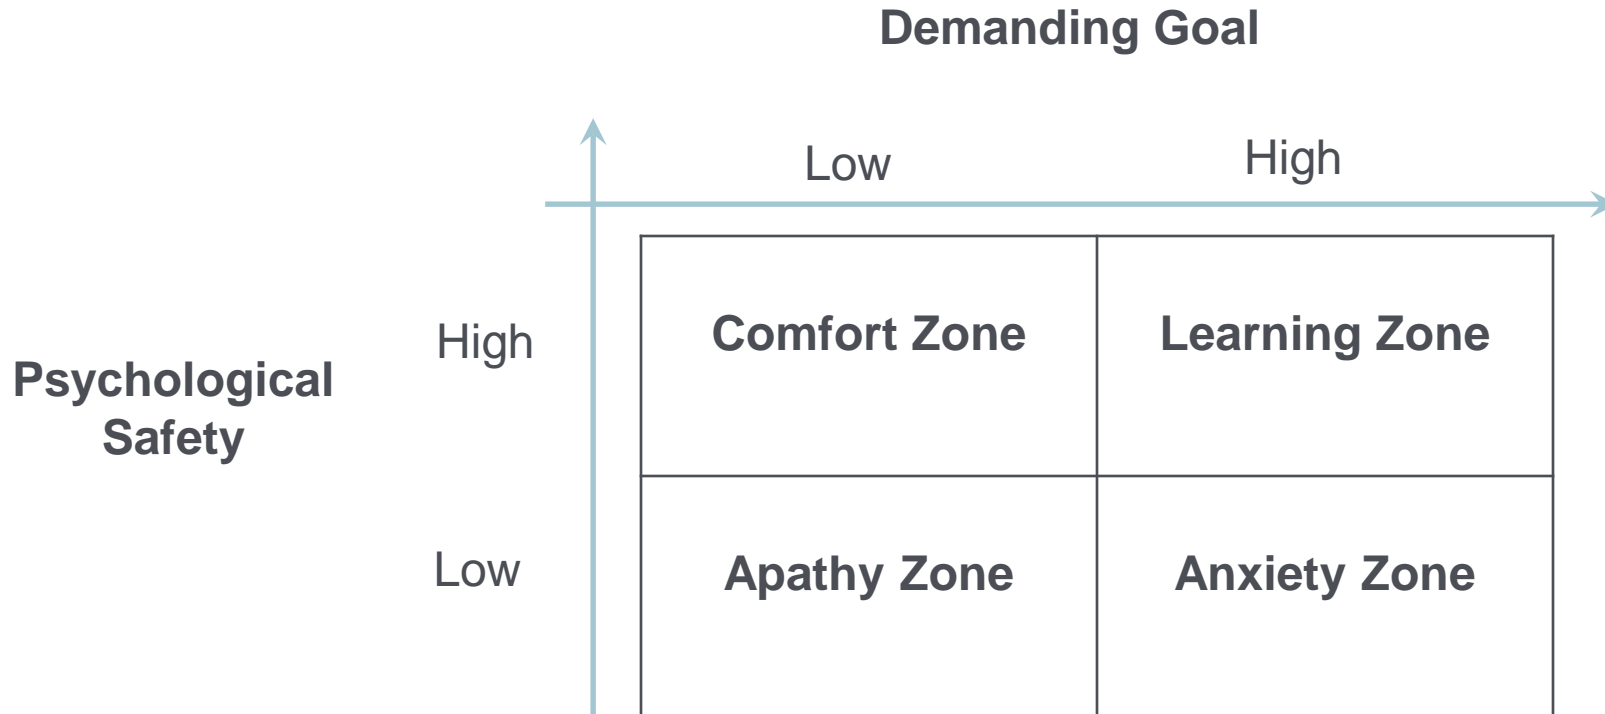 Demanding Goal
Low
High
High
Comfort Zone
Learning Zone
Psychological
Safety
Low
Apathy Zone
Anxiety Zone